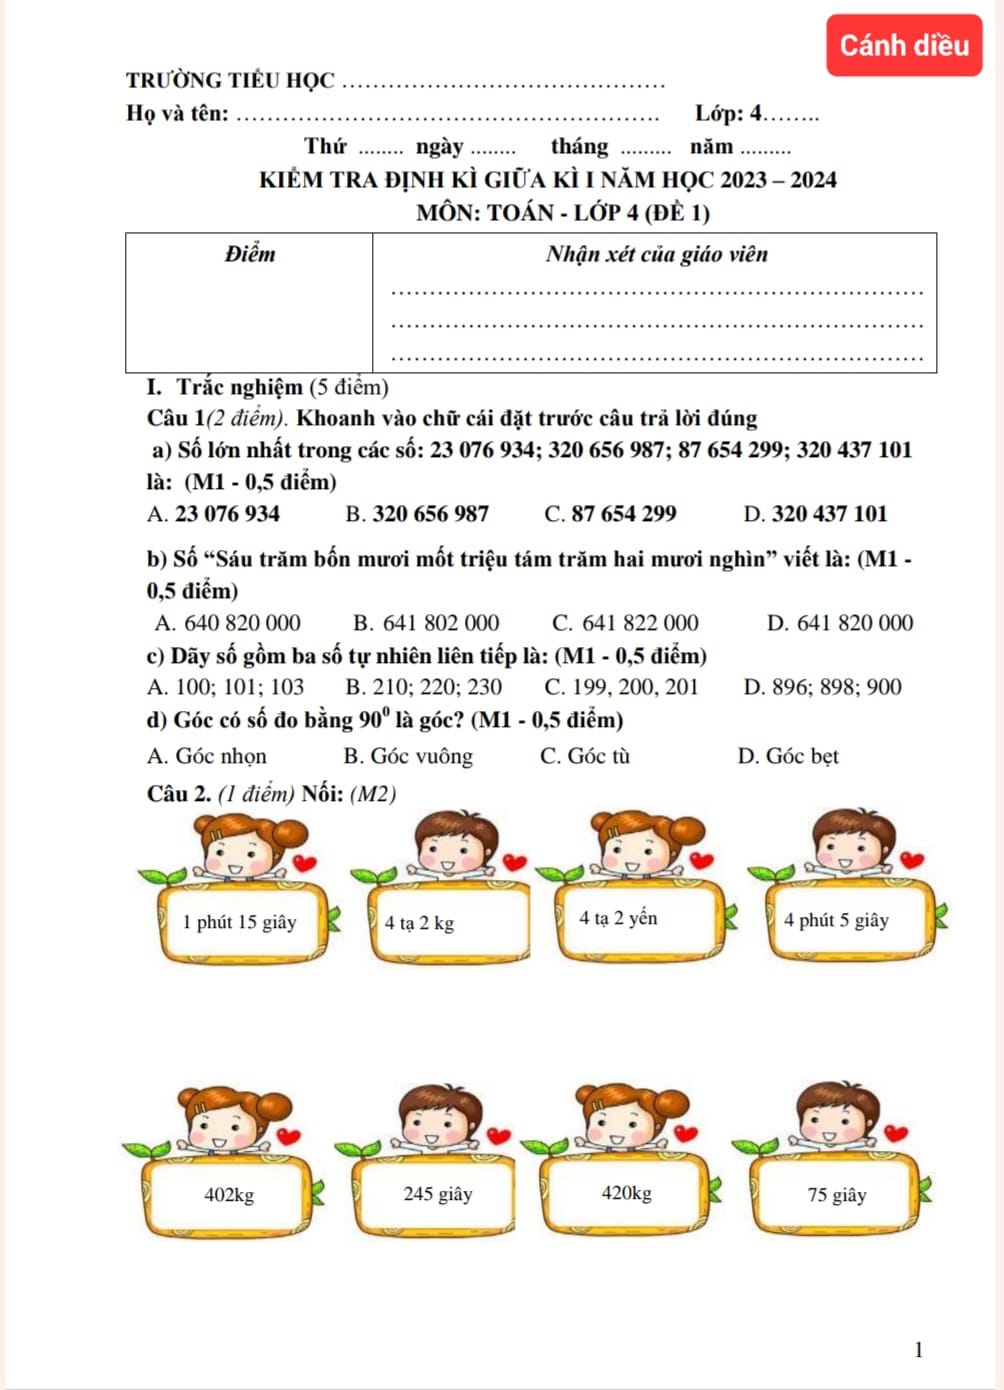 Cánh diều
TRƯỜNG TIỂU HỌC ........................................
Họ và tên: ..................................................... Lớp: 4........
Thứ ........ ngày ........ tháng ......... năm .........
KIỂM TRA ĐỊNH KÌ GIỮA KÌ I NĂM HỌC 2023 – 2024
MÔN: TOÁN - LỚP 4 (ĐỀ 1)
Điểm Nhận xét của giáo viên
I. Trắc nghiệm (5 điểm)
Câu 1(2 điểm). Khoanh vào chữ cái đặt trước câu trả lời đúng
a) Số lớn nhất trong các số: 23 076 934; 320 656 987; 87 654 299; 320 437 101
là: (M1 - 0,5 điểm)
A. 23 076 934 B. 320 656 987 C. 87 654 299 D. 320 437 101
b) Số “Sáu trăm bốn mươi mốt triệu tám trăm hai mươi nghìn” viết là: (M1 -
0,5 điểm)
A. 640 820 000 B. 641 802 000 C. 641 822 000 D. 641 820 000
c) Dãy số gồm ba số tự nhiên liên tiếp là: (M1 - 0,5 điểm)
A. 100; 101; 103 B. 210; 220; 230 C. 199, 200, 201 D. 896; 898; 900
d) Góc có số đo bằng 90⁰ là góc? (M1 - 0,5 điểm)
A. Góc nhọn B. Góc vuông C. Góc tù D. Góc bẹt
Câu 2. (1 điểm) Nối: (M2)
1 phút 15 giây 4 tạ 2 kg 4 tạ 2 yến 4 phút 5 giây
402kg 245 giây 420kg 75 giây
1